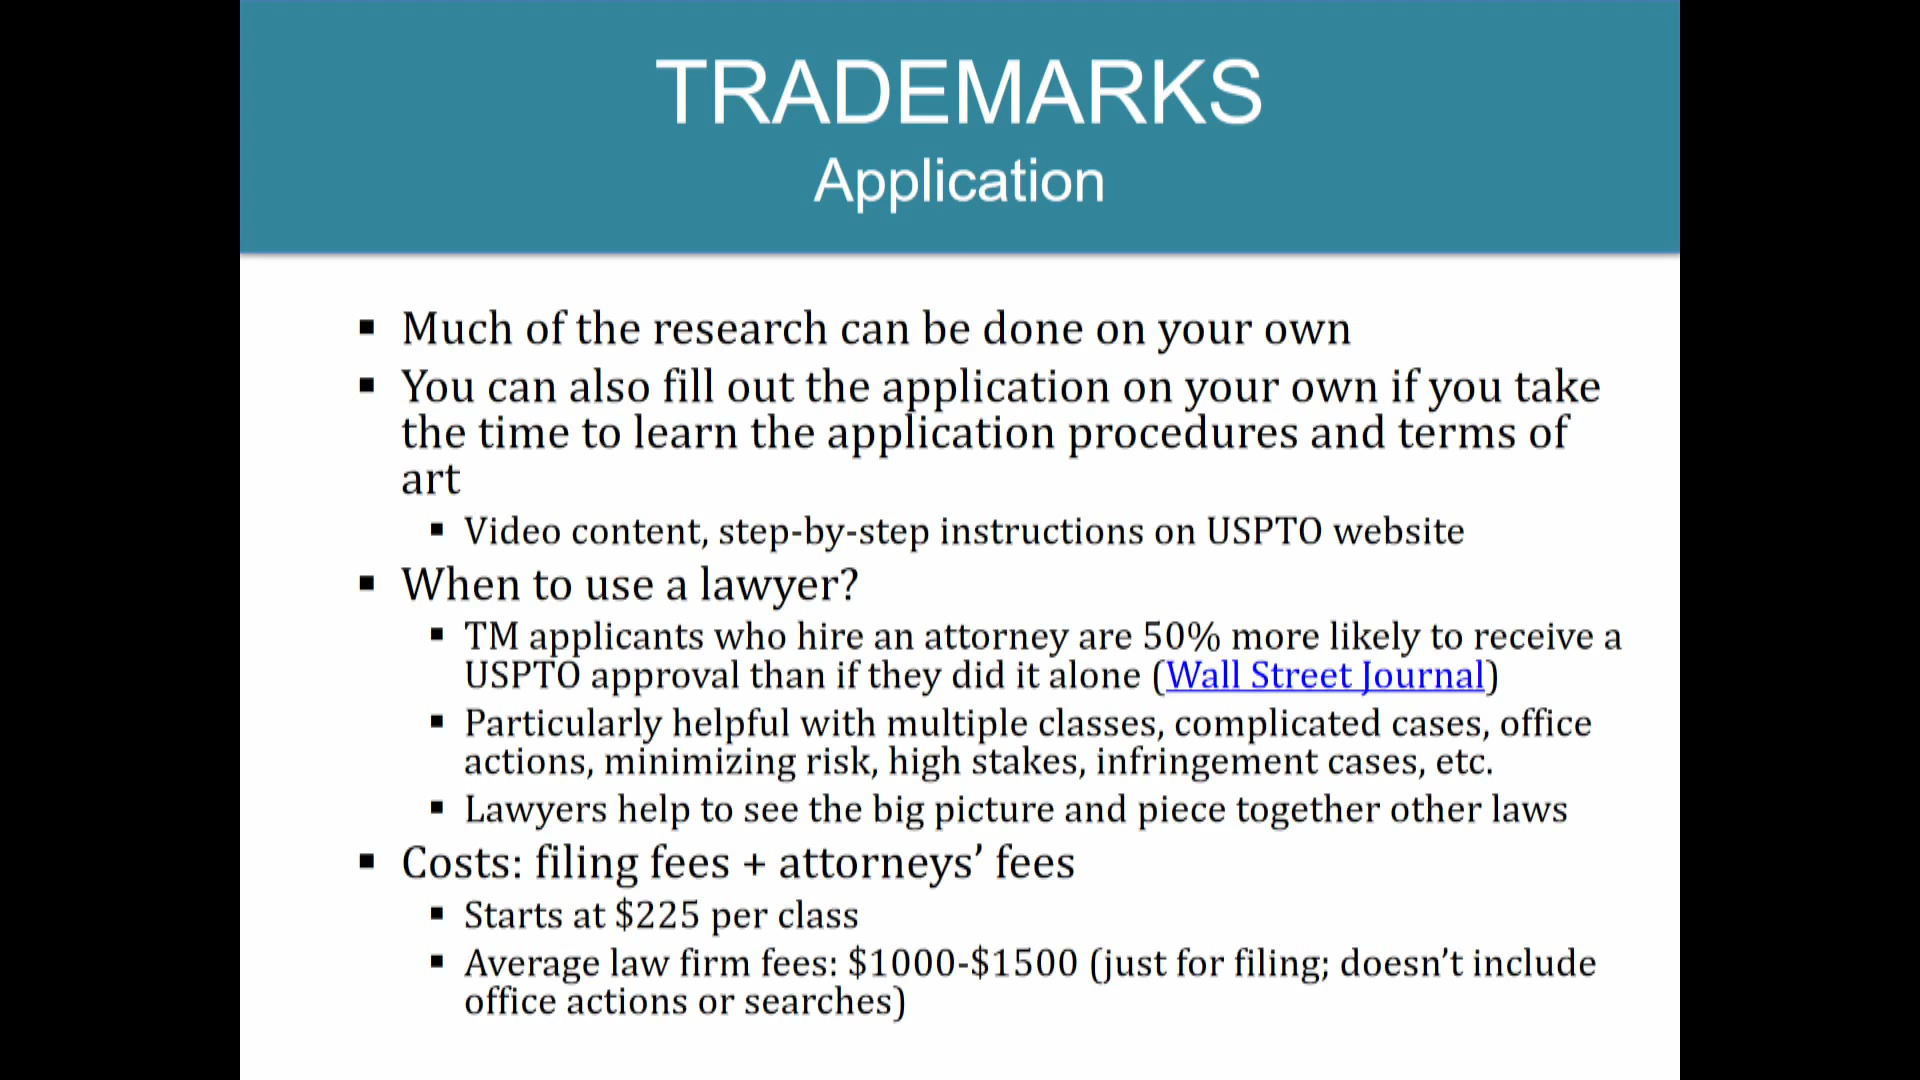 TRADEMARKS
Application
▪ Much of the research can be done on your own
▪ You can also fill out the application on your own if you take
the time to learn the application procedures and terms of
art
▪ Video content, step-by-step instructions on USPTO website
▪ When to use a lawyer?
▪ TM applicants who hire an attorney are 50% more likely to receive a
USPTO approval than if they did it alone (Wall Street Journal)
▪ Particularly helpful with multiple classes, complicated cases, office
actions, minimizing risk, high stakes, infringement cases, etc.
▪ Lawyers help to see the big picture and piece together other laws
▪ Costs: filing fees + attorneys’ fees
▪ Starts at $225 per class
▪ Average law firm fees: $1000-$1500 (just for filing; doesn’t include
office actions or searches)